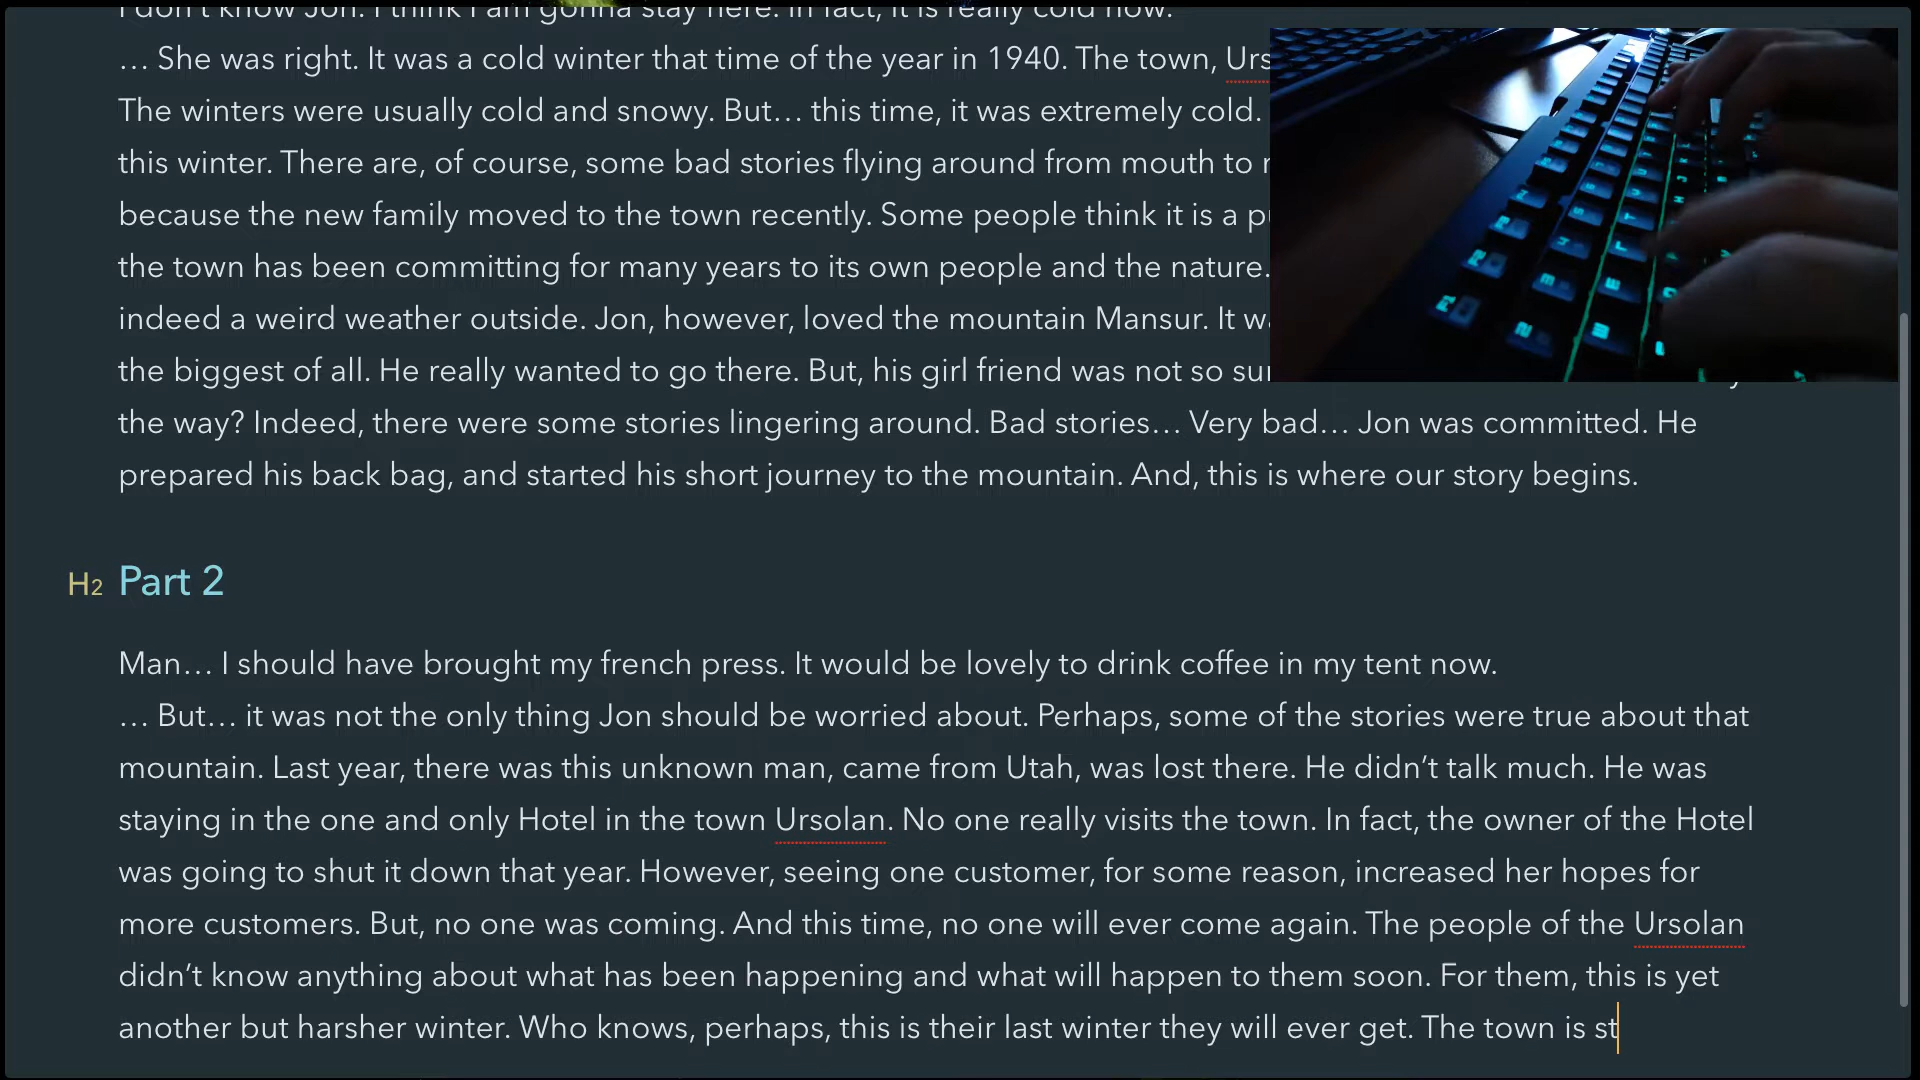 I don't know Jon. I think I am gonna stay here. In fact, it is really cold now.
… She was right. It was a cold winter that time of the year in 1940. The town,
The winters were usually cold and snowy. But… this time, it was extremely cold.
this winter. There are, of course, some bad stories flying around from mouth to
because the new family moved to the town recently. Some people think it is a
the town has been committing for many years to its own people and the nature.
indeed a weird weather outside. Jon, however, loved the mountain Mansur. It
the biggest of all. He really wanted to go there. But, his girl friend was not so
the way? Indeed, there were some stories lingering around. Bad stories… Very bad… Jon was committed. He
prepared his back bag, and started his short journey to the mountain. And, this is where our story begins.
H2 Part 2
Man… I should have brought my french press. It would be lovely to drink coffee in my tent now.
… But… it was not the only thing Jon should be worried about. Perhaps, some of the stories were true about that
mountain. Last year, there was this unknown man, came from Utah, was lost there. He didn't talk much. He was
staying in the one and only Hotel in the town Ursolan. No one really visits the town. In fact, the owner of the Hotel
was going to shut it down that year. However, seeing one customer, for some reason, increased her hopes for
more customers. But, no one was coming. And this time, no one will ever come again. The people of the Ursolan
didn't know anything about what has been happening and what will happen to them soon. For them, this is yet
another but harsher winter. Who knows, perhaps, this is their last winter they will ever get. The town is st